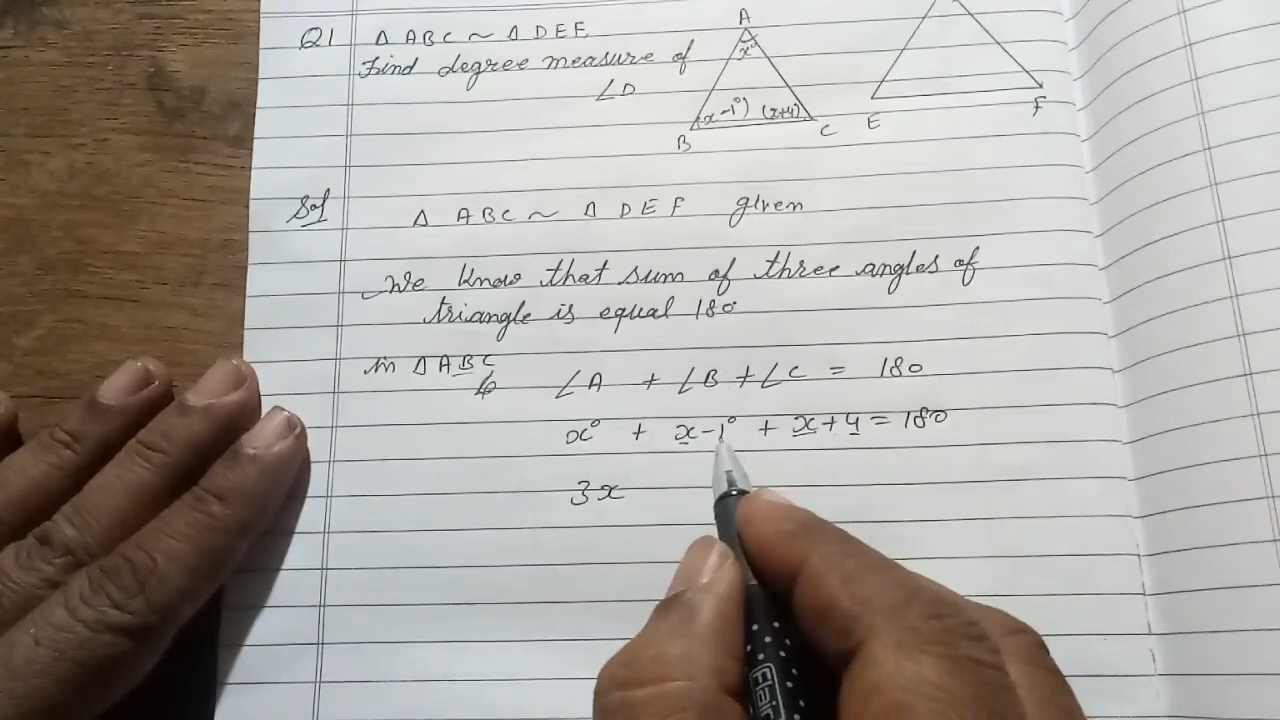 Q1 Δ ABC ~ Δ DEF
Find degree measure of
∠D
A
x°
(x-1°) (x+4)
B
C
E
F
Sol Δ ABC ~ Δ DEF given
We know that sum of three angles of
triangle is equal 180
in Δ ABC ∠A + ∠B + ∠C = 180
x° + x-1° + x+4 = 180
3x
Flair